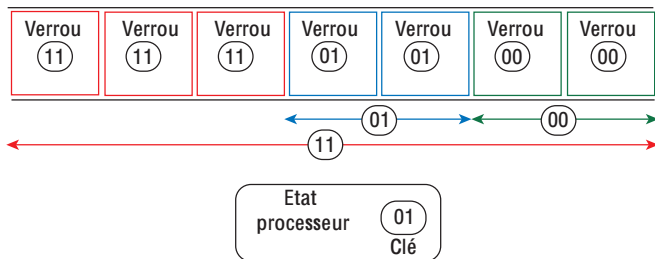 Verrou Verrou Verrou Verrou Verrou Verrou Verrou
11 11 11 01 01 00 00
01 00
11
Etat
processeur 01
Clé